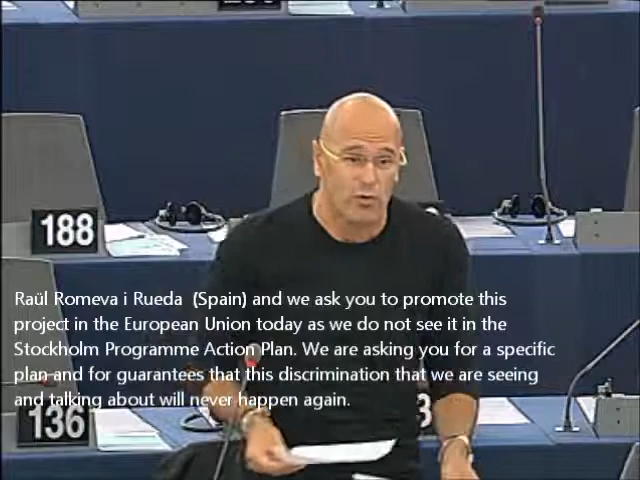 188
Raül Romeva i Rueda (Spain) and we ask you to promote this
project in the European Union today as we do not see it in the
Stockholm Programme Action Plan. We are asking you for a specific
plan and for guarantees that this discrimination that we are seeing
and talking about will never happen again.
136